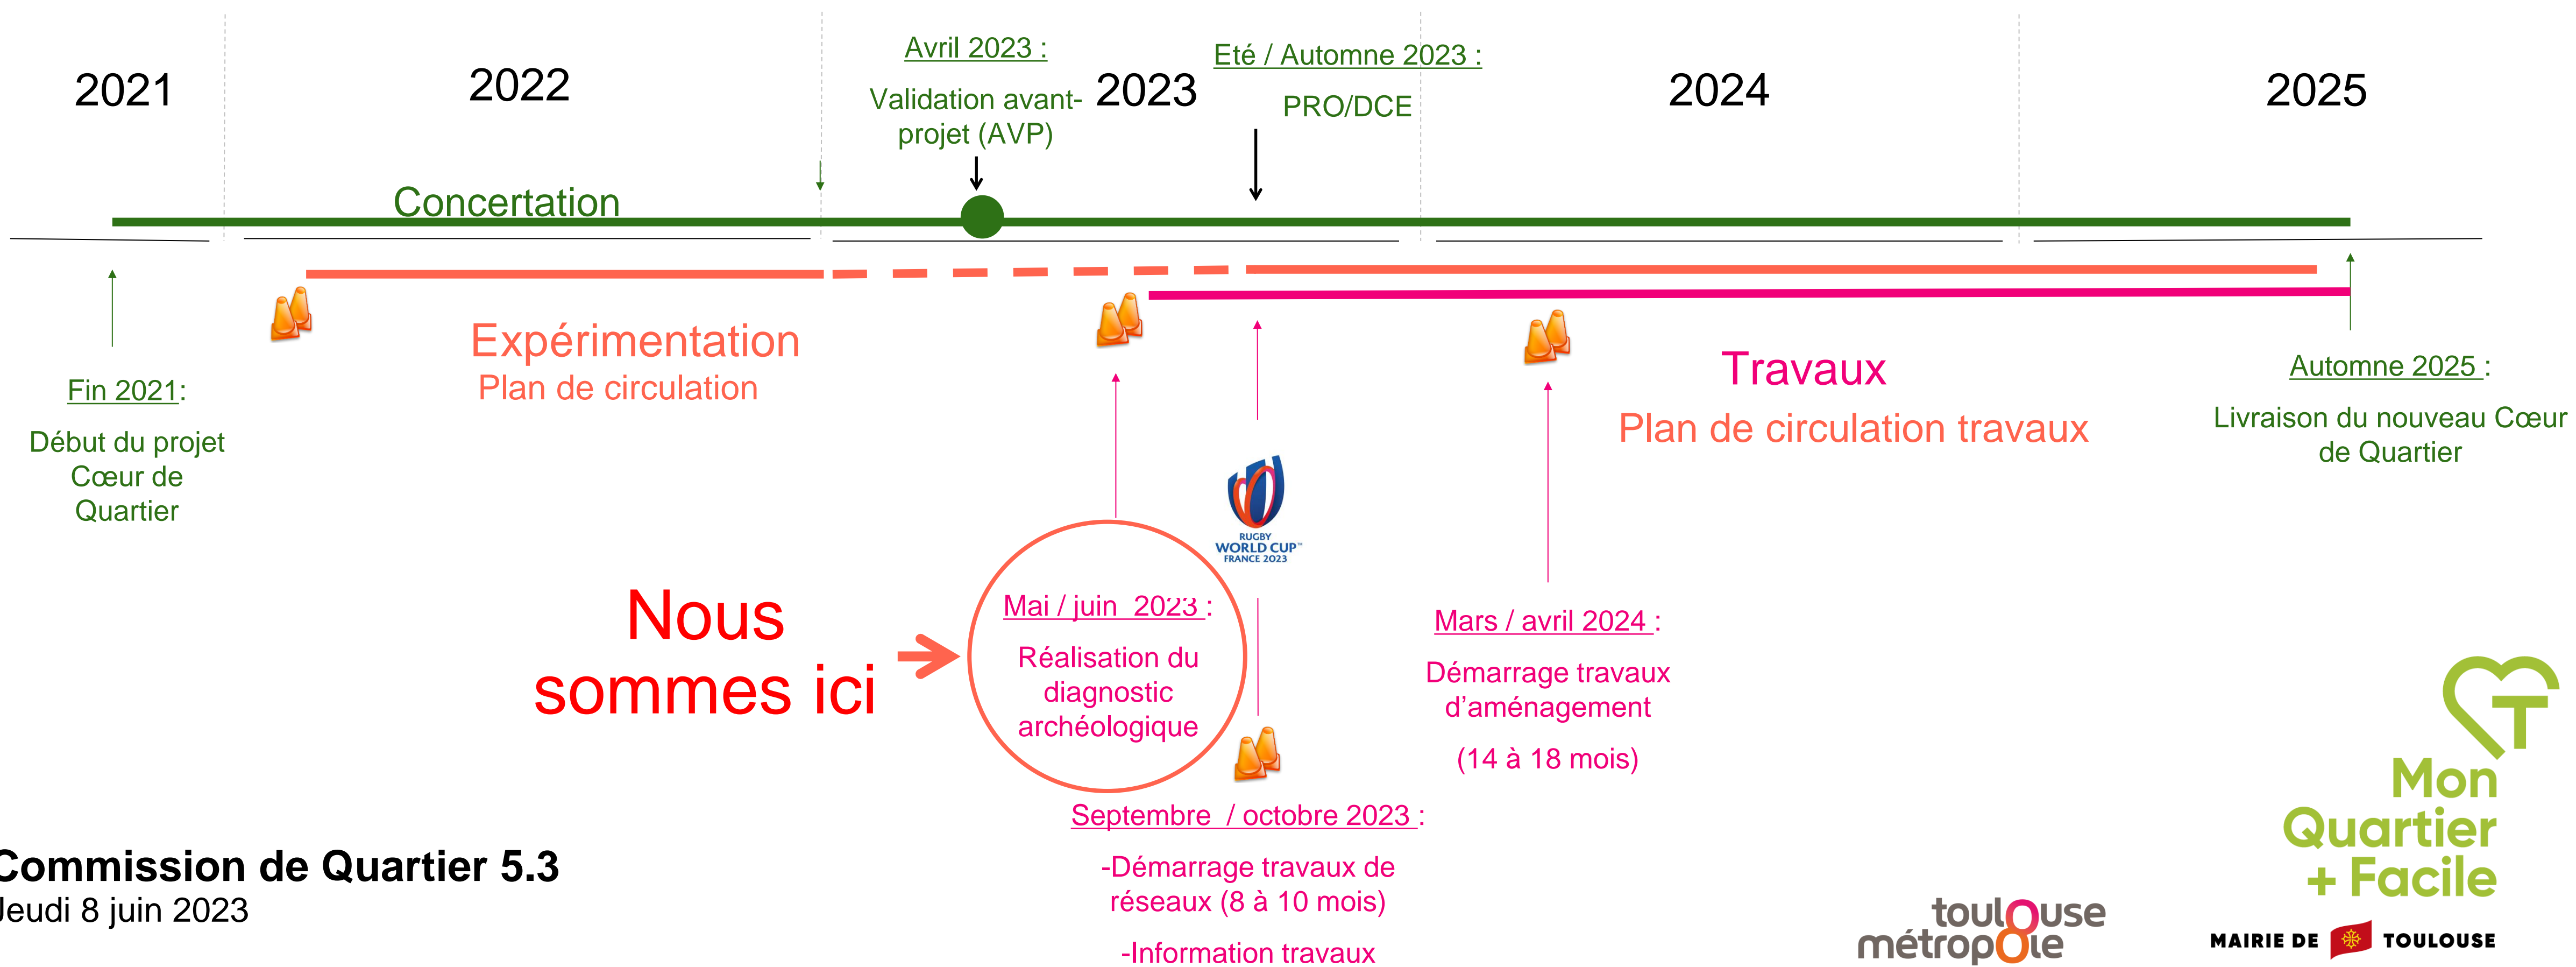 2021
2022
Avril 2023 :
Validation avant-
projet (AVP)
2023
Eté / Automne 2023 :
PRO/DCE
2024
2025
Concertation
Expérimentation
Plan de circulation
Travaux
Plan de circulation travaux
Fin 2021:
Début du projet
Cœur de
Quartier
Automne 2025 :
Livraison du nouveau Cœur
de Quartier
RUGBY
WORLD CUP™
FRANCE 2023
Nous
sommes ici
Mai / juin 2023 :
Réalisation du
diagnostic
archéologique
Mars / avril 2024 :
Démarrage travaux
d’aménagement
(14 à 18 mois)
Septembre / octobre 2023 :
-Démarrage travaux de
réseaux (8 à 10 mois)
-Information travaux
Commission de Quartier 5.3
Jeudi 8 juin 2023
toulouse
métropole
T
Mon
Quartier
+ Facile
MAIRIE DE TOULOUSE